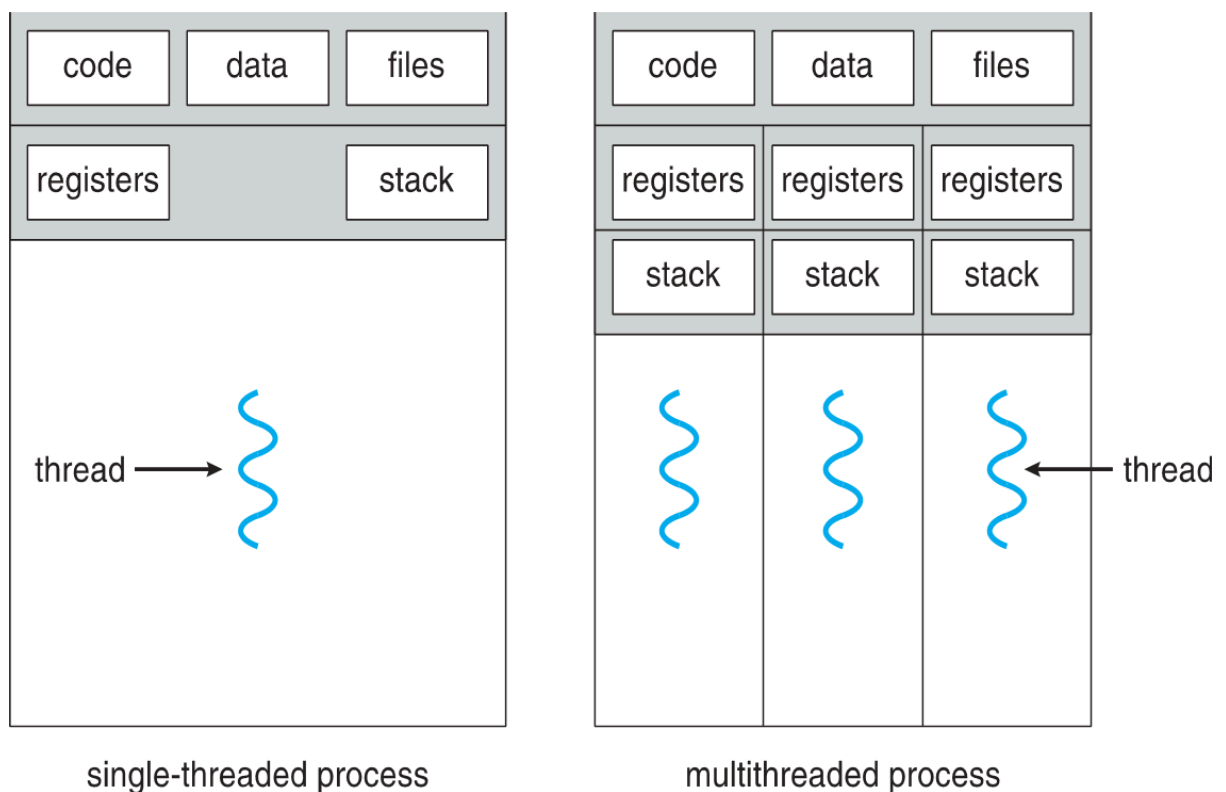 code data files code data files
registers stack registers registers registers
stack stack stack
thread thread
single-threaded process multithreaded process